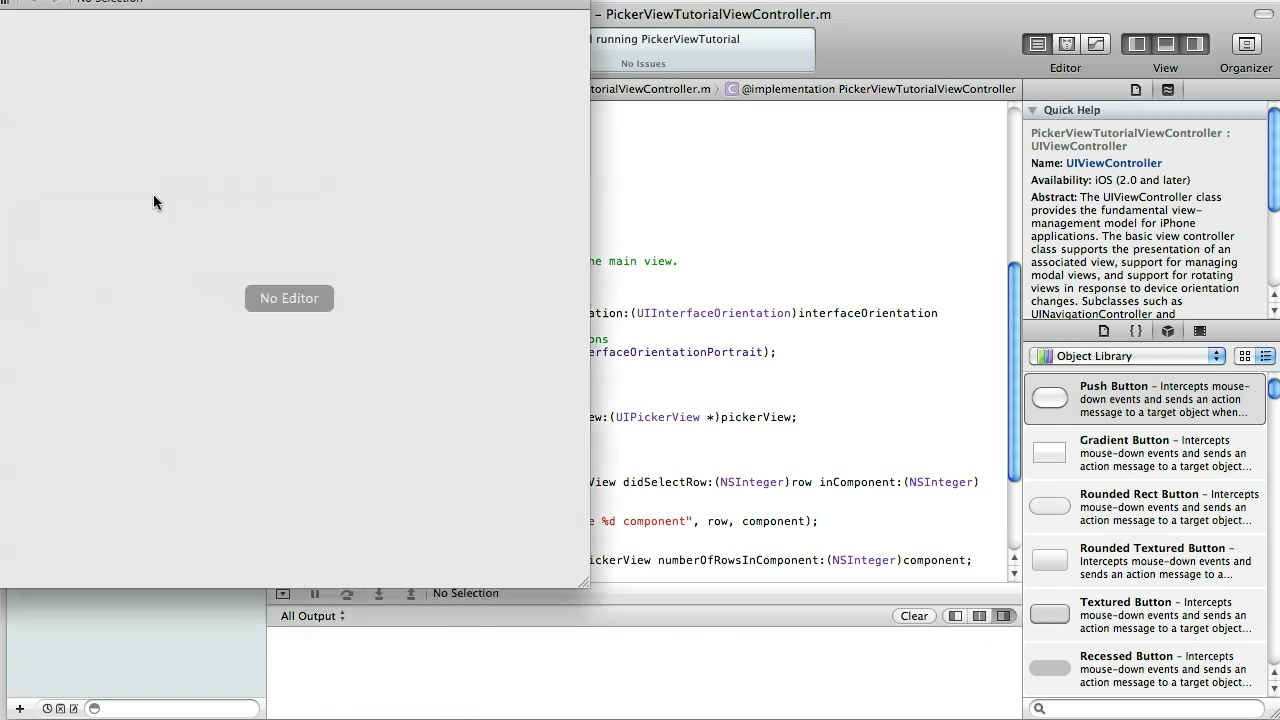 – PickerViewTutorialViewController.m
running PickerViewTutorial
No Issues
Editor
View
Organizer
torialViewController.m
@implementation PickerViewTutorialViewController
No Editor
he main view.
ation:(UIInterfaceOrientation)interfaceOrientation
ons
erfaceOrientationPortrait);
ew:(UIPickerView *)pickerView;
View didSelectRow:(NSInteger)row inComponent:(NSInteger)
e %d component", row, component);
ickerView numberOfRowsInComponent:(NSInteger)component;
No Selection
All Output
Clear
Quick Help
PickerViewTutorialViewController :
UIViewController
Name: UIViewController
Availability: iOS (2.0 and later)
Abstract: The UIViewController class
provides the fundamental view-
management model for iPhone
applications. The basic view controller
class supports the presentation of an
associated view, support for managing
modal views, and support for rotating
views in response to device orientation
changes. Subclasses such as
UINavigationController and
{}
Object Library
Push Button – Intercepts mouse-
down events and sends an action
message to a target object when...
Gradient Button – Intercepts
mouse-down events and sends an
action message to a target object...
Rounded Rect Button – Intercepts
mouse-down events and sends an
action message to a target object...
Rounded Textured Button –
Intercepts mouse-down events and
sends an action message to a...
Textured Button – Intercepts
mouse-down events and sends an
action message to a target object...
Recessed Button – Intercepts
mouse-down events and sends an
action message to a target object...